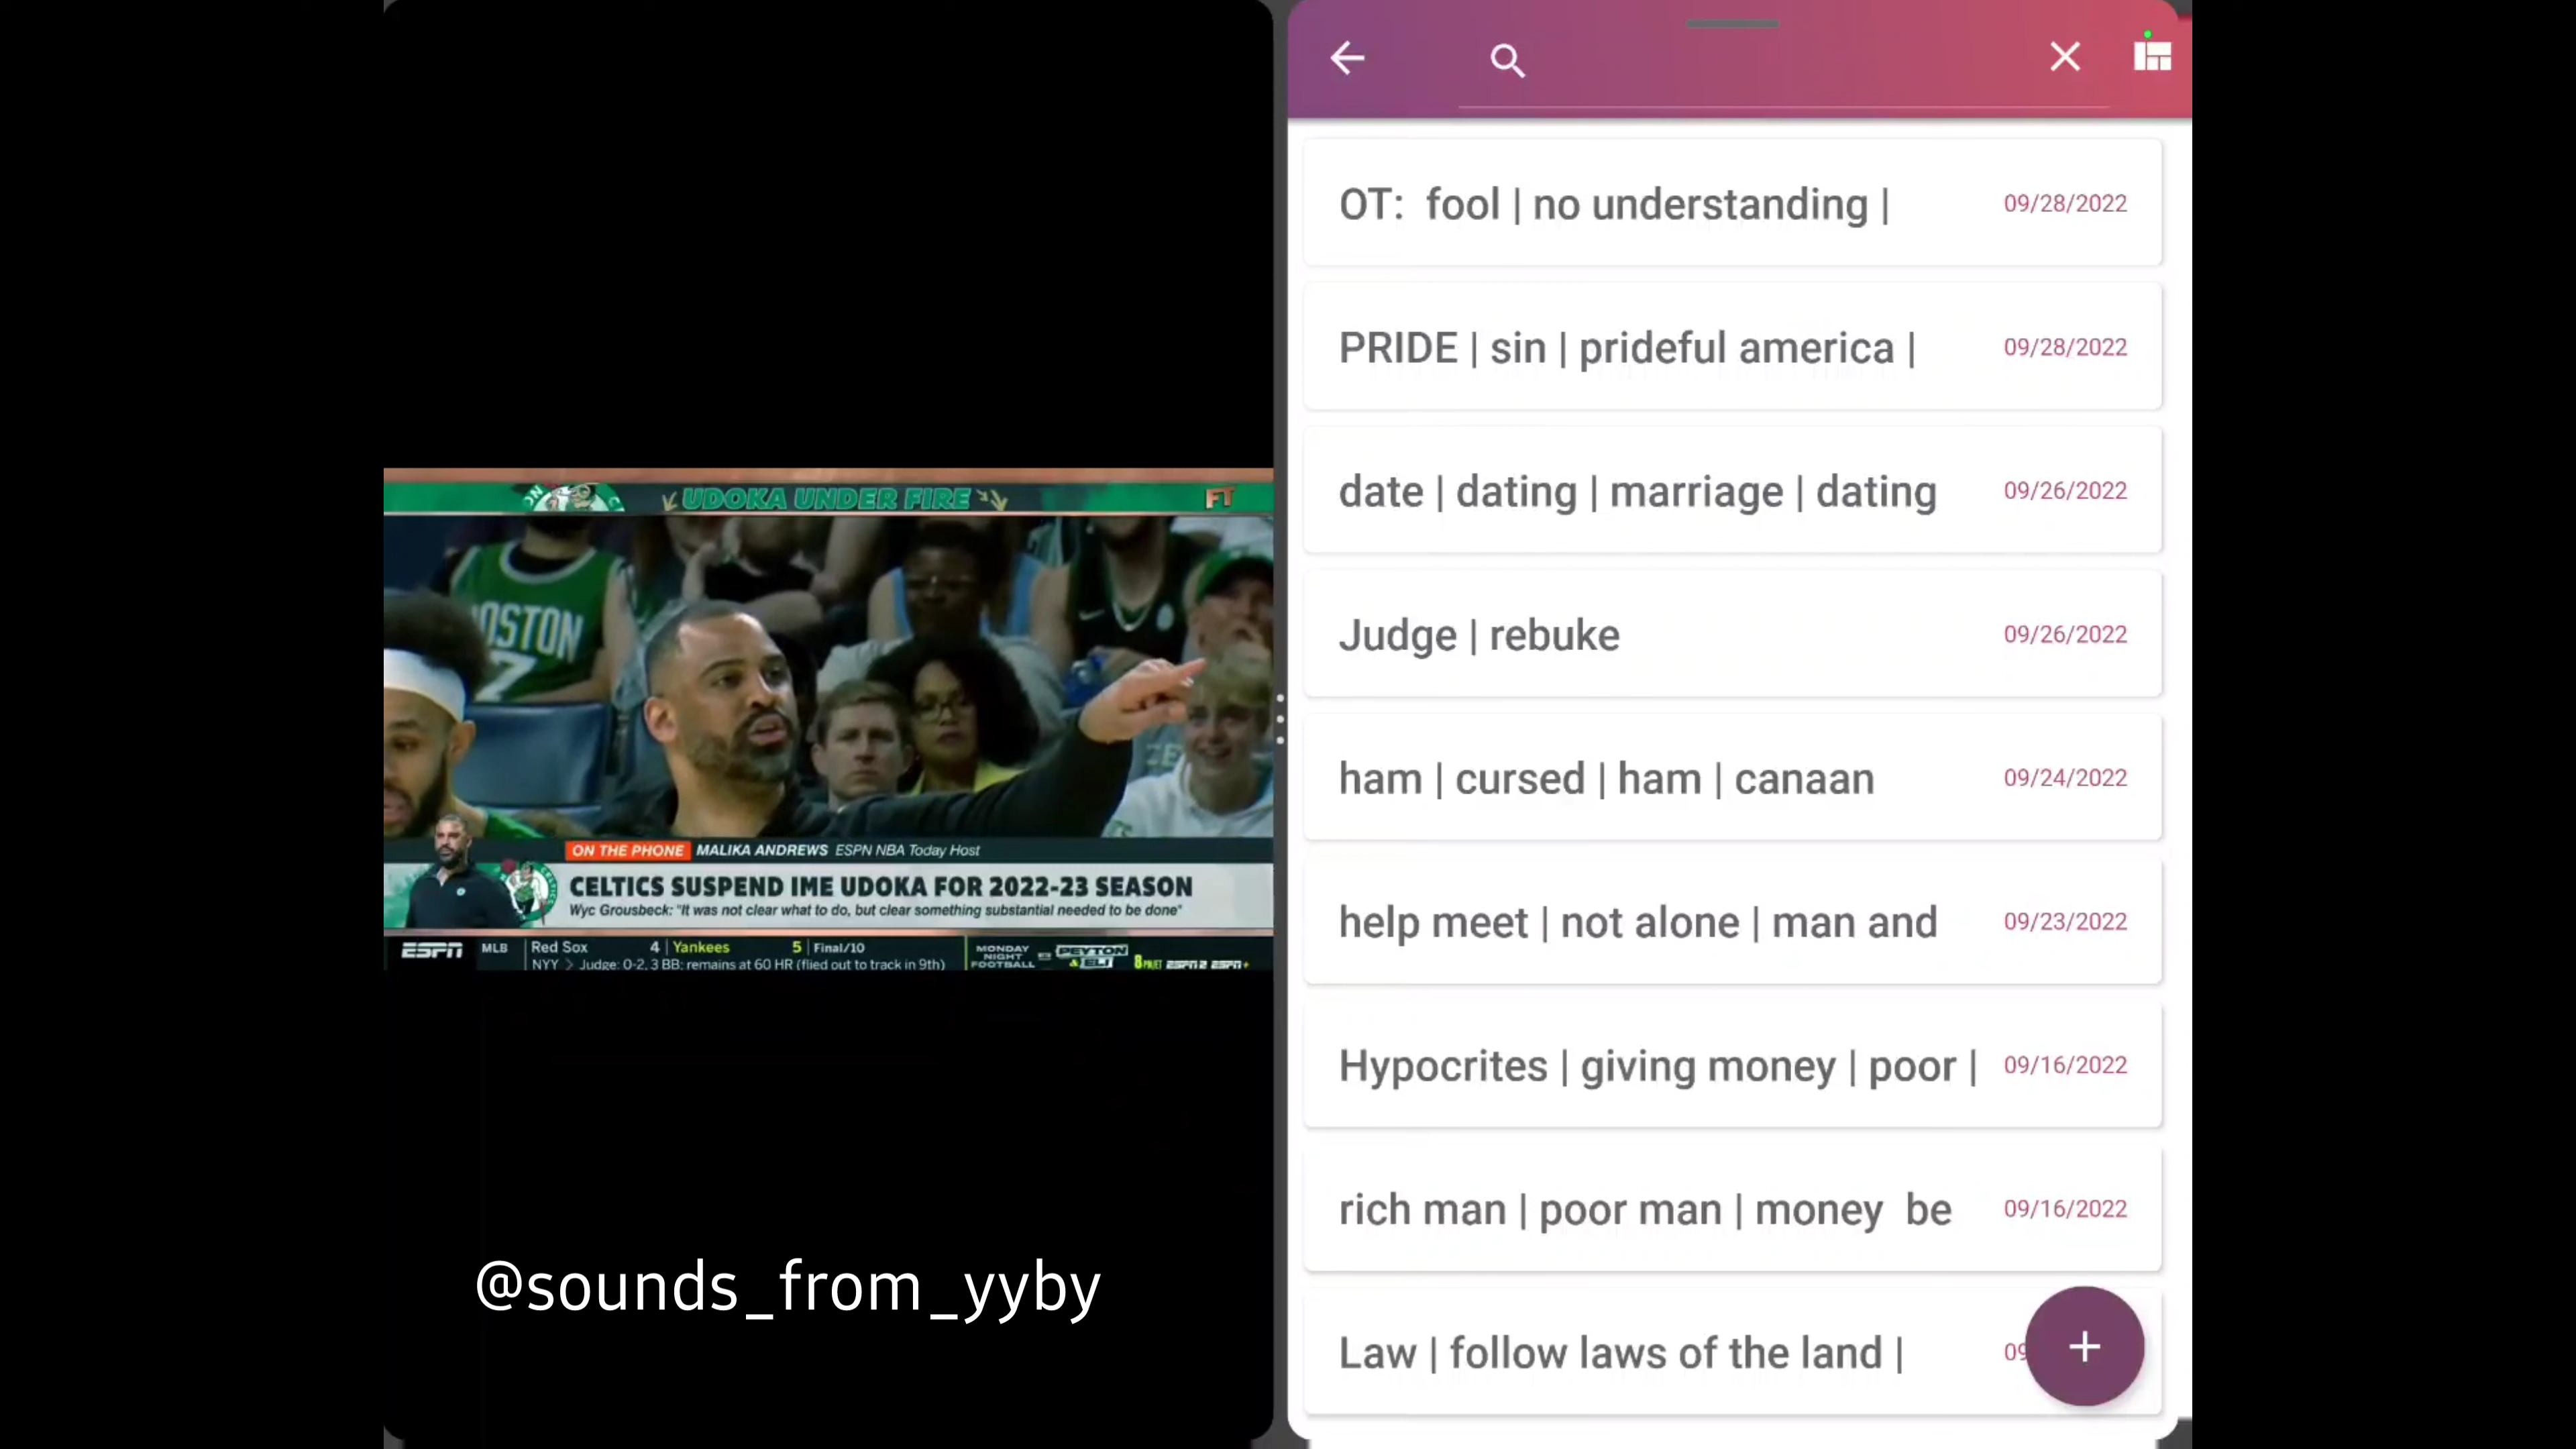 UDOKA UNDER FIRE
FT
BOSTON
7
ON THE PHONE MALIKA ANDREWS ESPN NBA Today Host
CELTICS SUSPEND IME UDOKA FOR 2022-23 SEASON
Wyc Grousbeck: "It was not clear what to do, but clear something substantial needed to be done"
ESPN MLB Red Sox 4 Yankees 5 Final/10
NYY > Judge: 0-2, 3 BB; remains at 60 HR (flied out to track in 9th)
MONDAY NIGHT FOOTBALL PEYTON & ELI
@sounds_from_yyby
OT:  fool | no understanding | 09/28/2022
PRIDE | sin | prideful america | 09/28/2022
date | dating | marriage | dating 09/26/2022
Judge | rebuke 09/26/2022
ham | cursed | ham | canaan 09/24/2022
help meet | not alone | man and 09/23/2022
Hypocrites | giving money | poor | 09/16/2022
rich man | poor man | money  be 09/16/2022
Law | follow laws of the land | 09
+